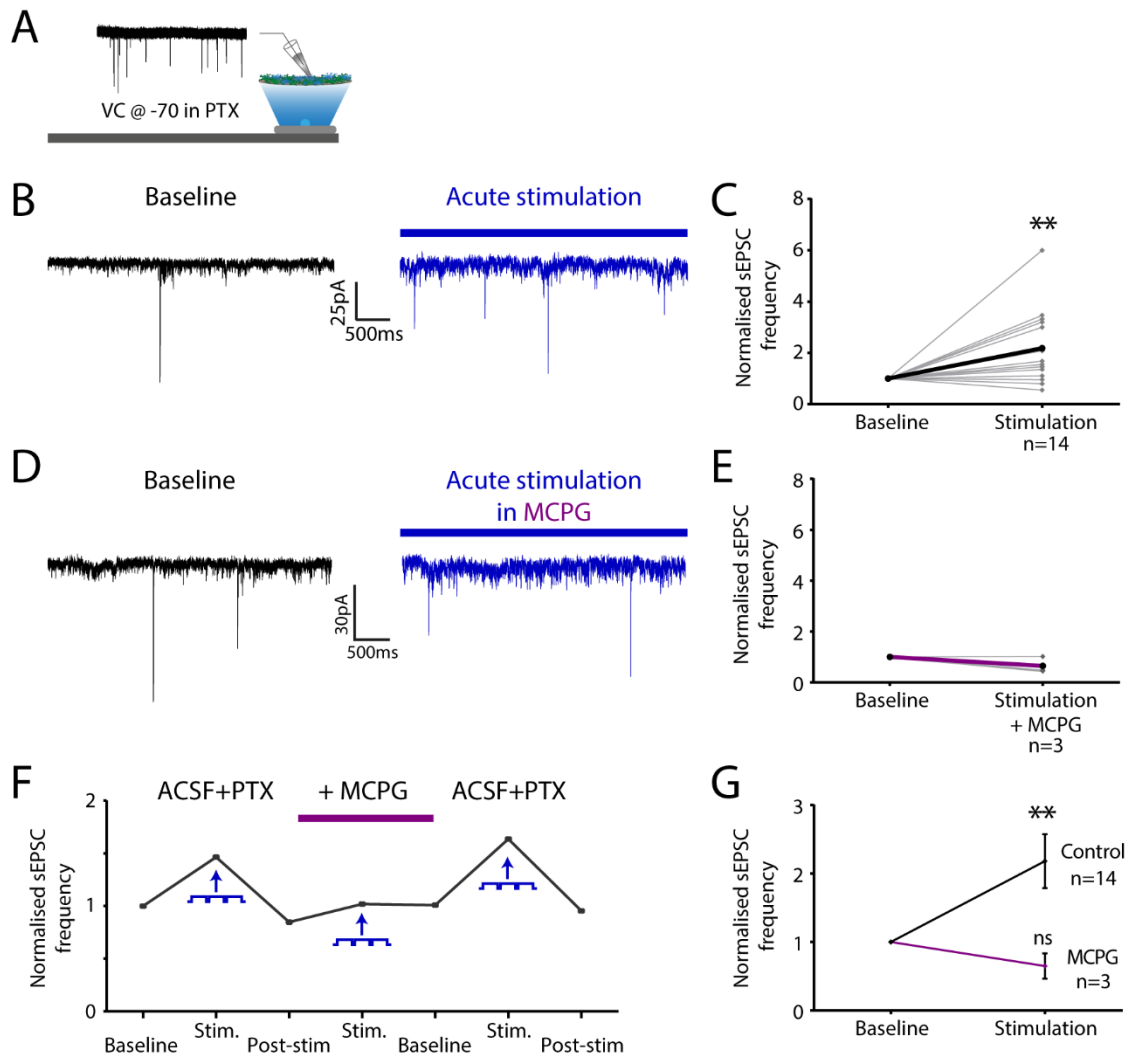 A
VC @ -70 in PTX
B
Baseline
Acute stimulation
25pA
500ms
C
8
6
4
2
0
Normalised sEPSC
frequency
**
Baseline
Stimulation
n=14
D
Baseline
Acute stimulation
in MCPG
30pA
500ms
E
8
6
4
2
0
Normalised sEPSC
frequency
Baseline
Stimulation
+ MCPG
n=3
F
2
1
0
Normalised sEPSC
frequency
ACSF+PTX
+ MCPG
ACSF+PTX
Baseline
Stim.
Post-stim
Stim.
Baseline
Stim.
Post-stim
G
3
2
1
0
Normalised sEPSC
frequency
**
Control
n=14
ns
MCPG
n=3
Baseline
Stimulation